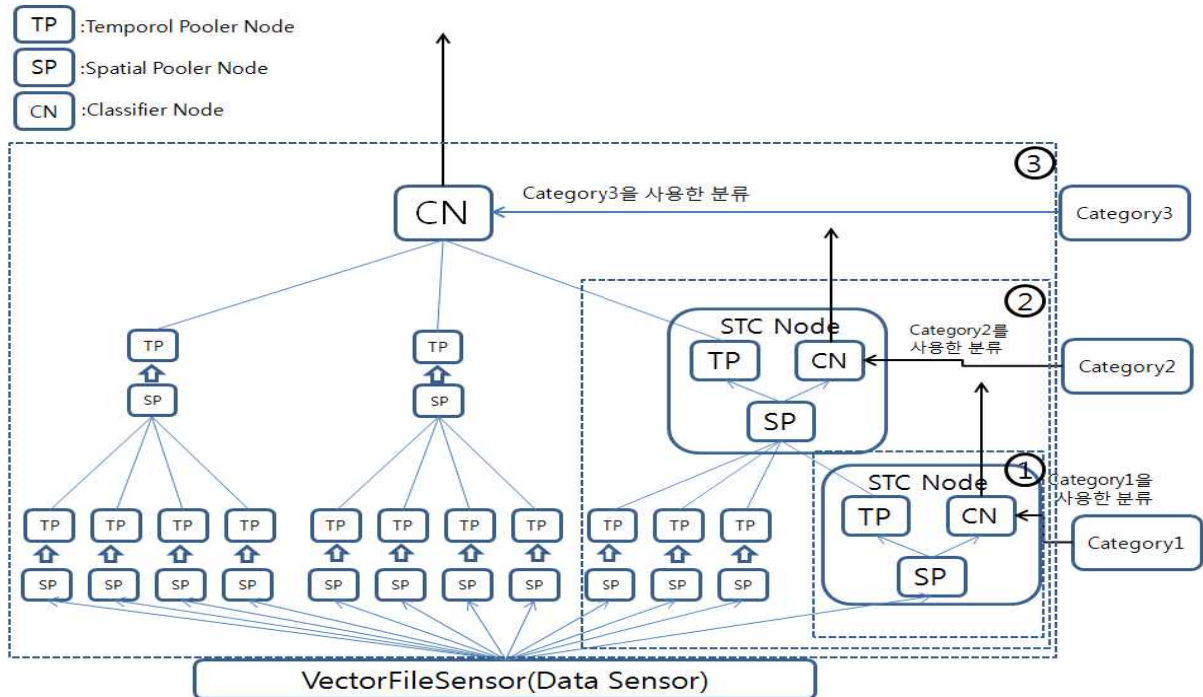 TP :Temporol Pooler Node
SP :Spatial Pooler Node
CN :Classifier Node
③
CN
Category3을 사용한 분류
Category3
②
STC Node
Category2를
사용한 분류
TP
CN
Category2
SP
TP
TP
SP
SP
①
STC Node
Category1을
사용한 분류
TP
CN
Category1
SP
TP TP TP TP TP TP TP TP TP TP TP
SP SP SP SP SP SP SP SP SP SP SP
VectorFileSensor(Data Sensor)